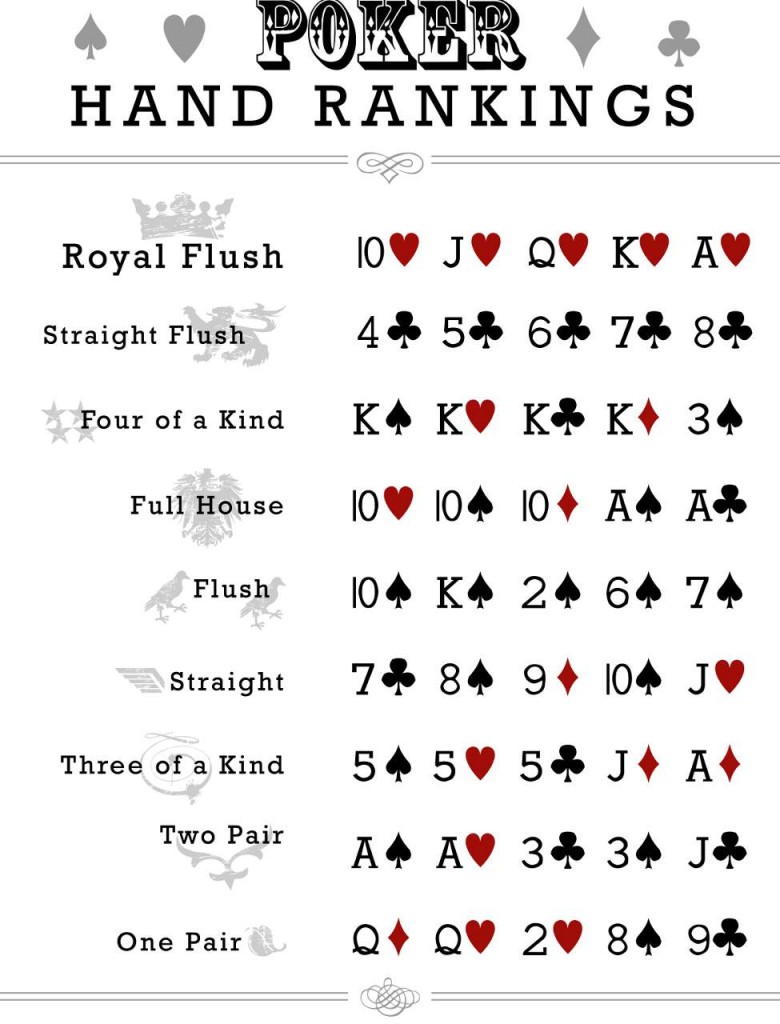 POKER
HAND RANKINGS
Royal Flush 10♥ J♥ Q♥ K♥ A♥
Straight Flush 4♣ 5♣ 6♣ 7♣ 8♣
Four of a Kind K♠ K♥ K♣ K♦ 3♠
Full House 10♥ 10♠ 10♦ A♠ A♣
Flush 10♠ K♠ 2♠ 6♠ 7♠
Straight 7♣ 8♠ 9♦ 10♠ J♥
Three of a Kind 5♠ 5♥ 5♣ J♦ A♦
Two Pair A♠ A♥ 3♣ 3♠ J♣
One Pair Q♦ Q♥ 2♥ 8♠ 9♣